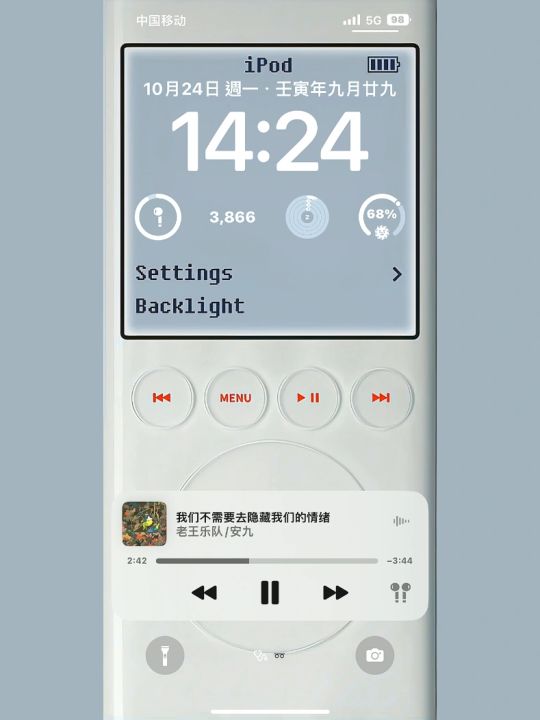 中国移动 5G 98
iPod
10月24日 週一 · 壬寅年九月廿九
14:24
3,866
2
68%
Settings
Backlight
MENU
我们不需要去隐藏我们的情绪
老王乐队/安九
2:42 −3:44